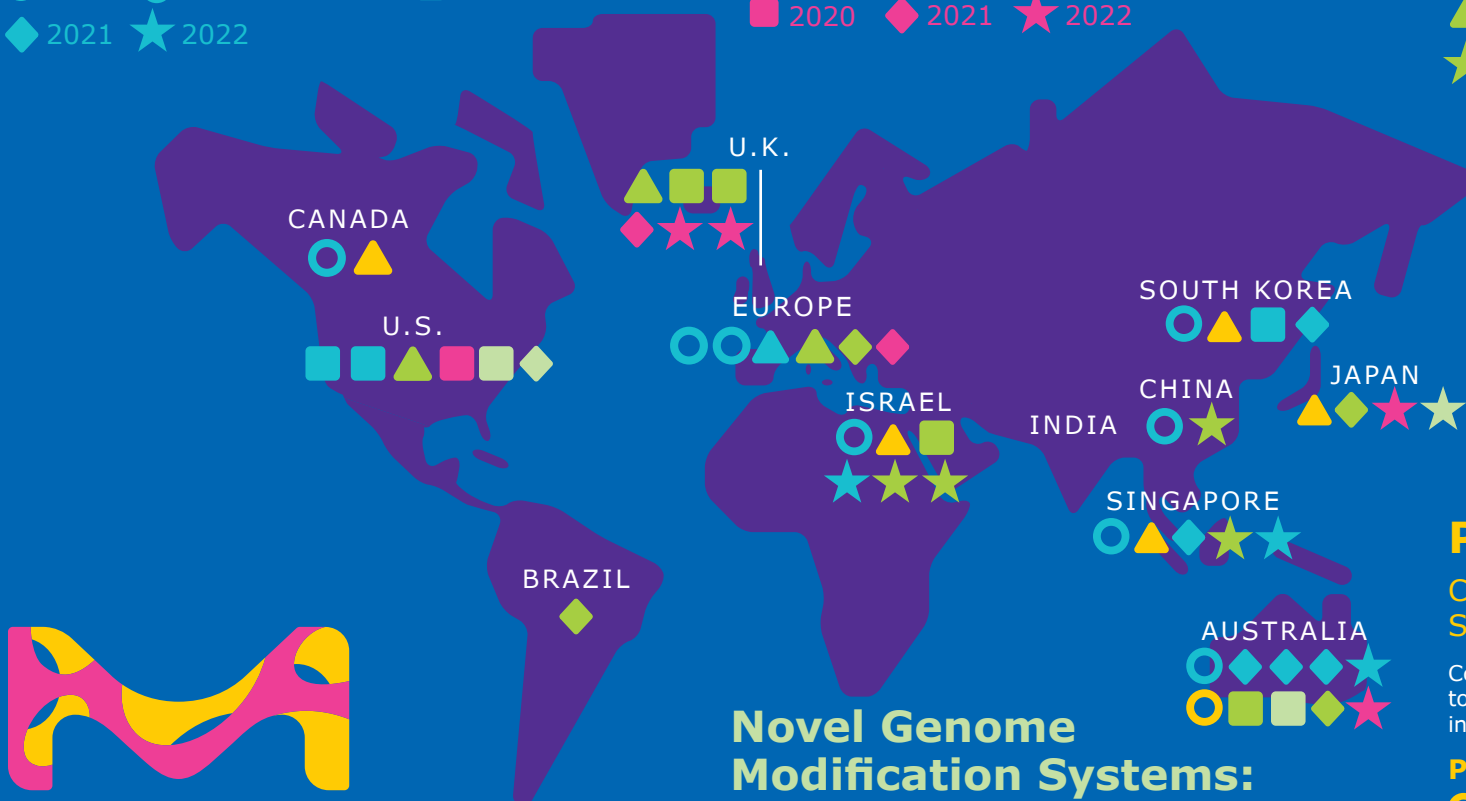 2020 2021 2022
2021 2022
U.K.
CANADA
SOUTH KOREA
EUROPE
U.S.
JAPAN
CHINA
ISRAEL
INDIA
SINGAPORE
BRAZIL
AUSTRALIA
Novel Genome
Modification Systems: